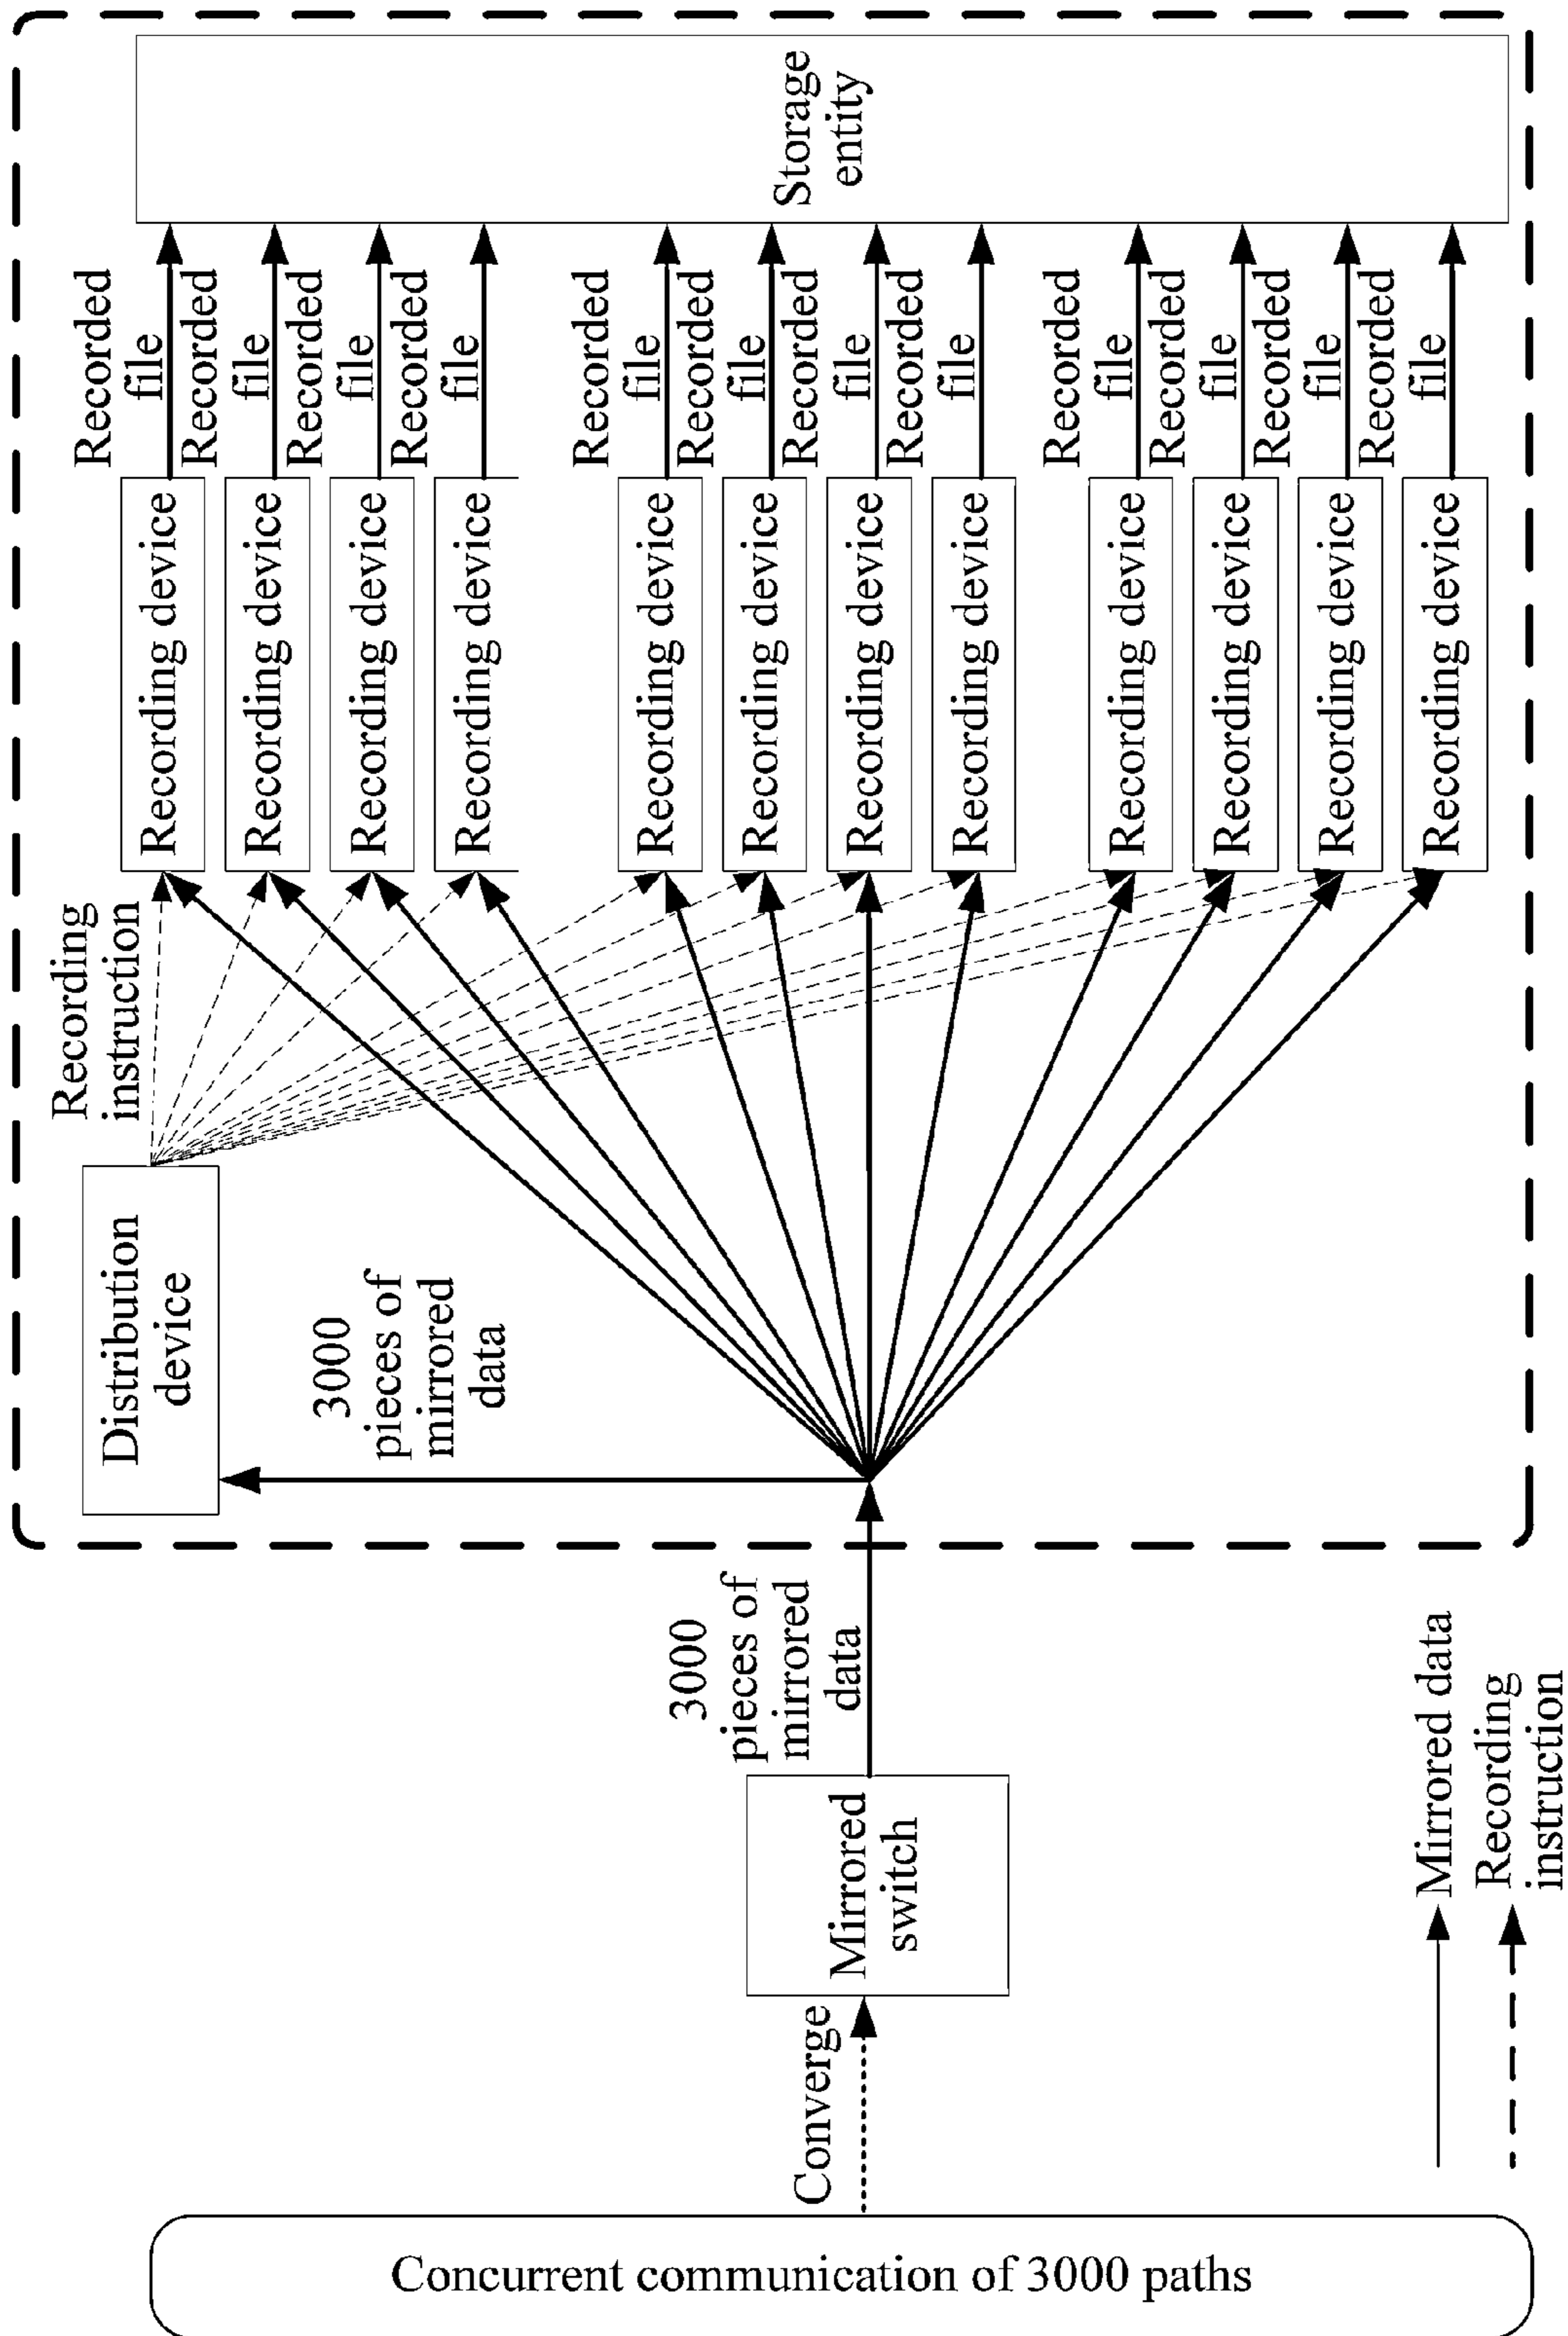 Storage
entity
Recorded
file
Recorded
file
Recorded
file
Recorded
file
Recorded
file
Recorded
file
Recorded
file
Recorded
file
Recorded
file
Recorded
file
Recorded
file
Recorded
file
Recording device
Recording device
Recording device
Recording device
Recording device
Recording device
Recording device
Recording device
Recording device
Recording device
Recording device
Recording device
Recording
instruction
Distribution
device
3000
pieces of
mirrored
data
3000
pieces of
mirrored
data
Mirrored
switch
Converge
Mirrored data
Recording
instruction
Concurrent communication of 3000 paths